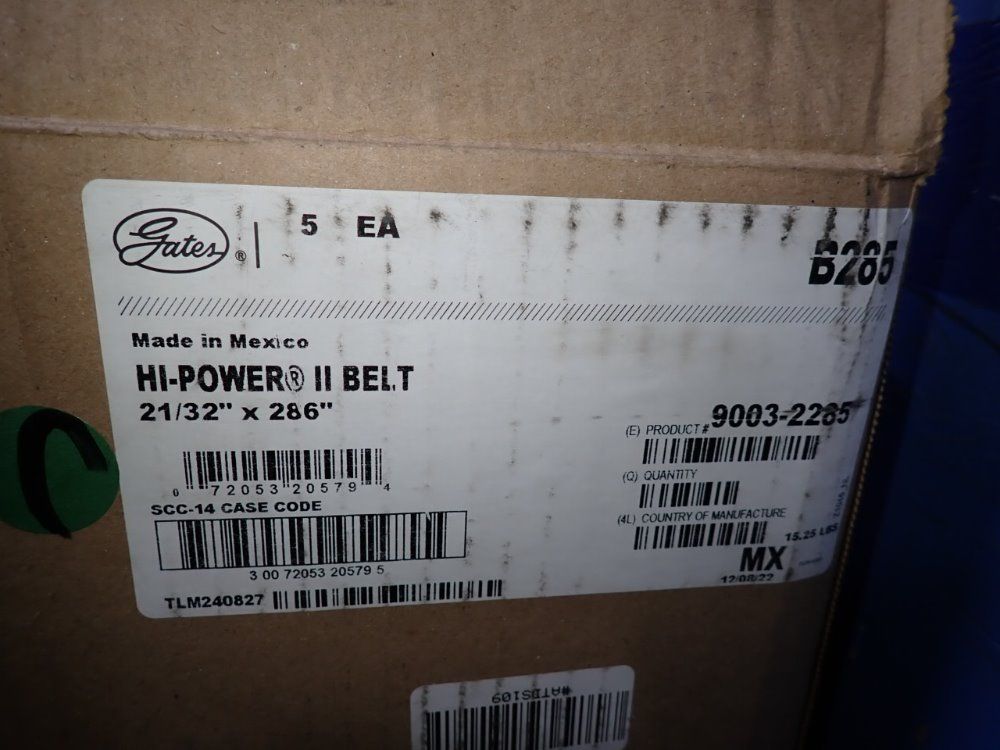 Gates® | 5 EA
B285
Made in Mexico
HI-POWER® II BELT
21/32" x 286"
(E) PRODUCT# 9003-2285
0 72053 20579 4
(Q) QUANTITY
SCC-14 CASE CODE
(4L) COUNTRY OF MANUFACTURE
15.25 LBS
MX
12/08/22
3 00 72053 20579 5
TLM240827
#ATDS109